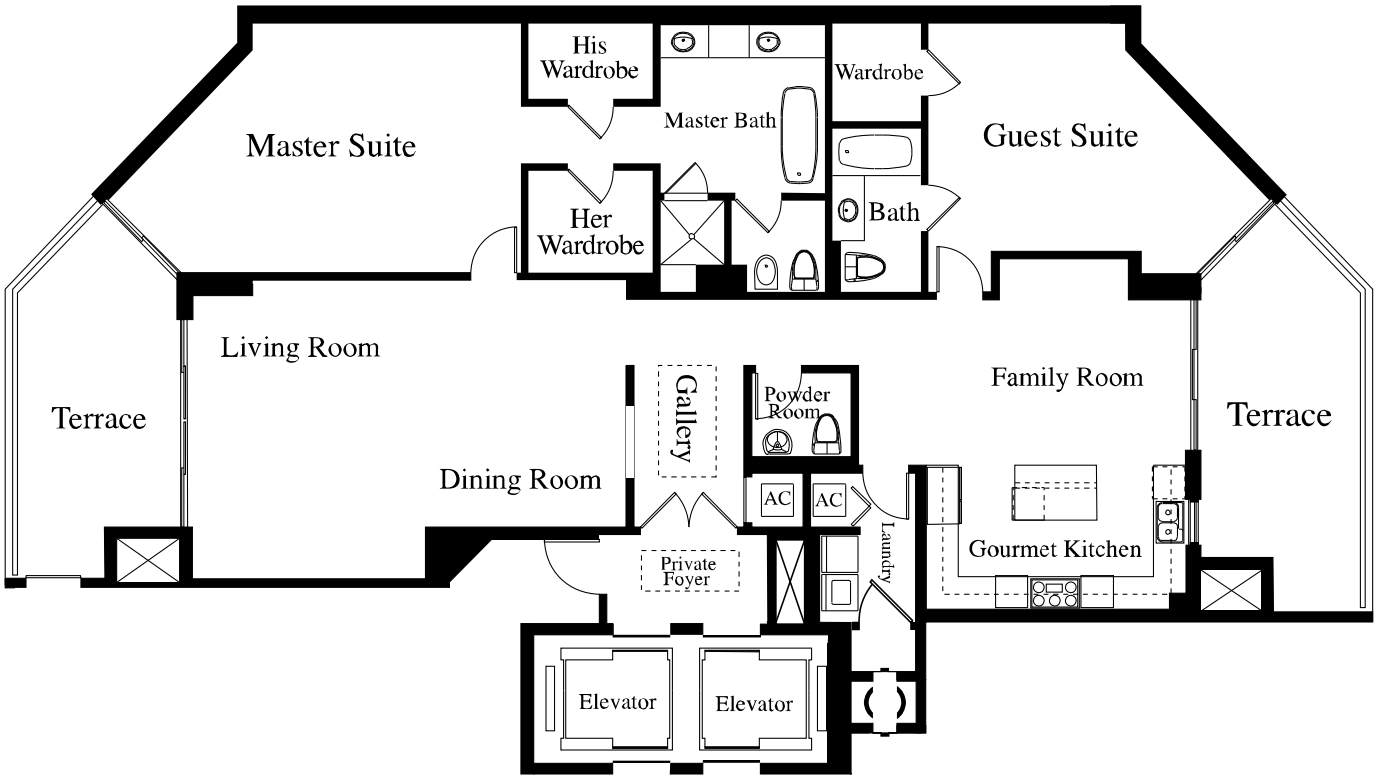 His
Wardrobe
Wardrobe
Master Bath
Master Suite
Guest Suite
Her
Wardrobe
Bath
Living Room
Gallery
Powder
Room
Family Room
Terrace
Terrace
Dining Room
AC
AC
Laundry
Gourmet Kitchen
Private
Foyer
Elevator
Elevator